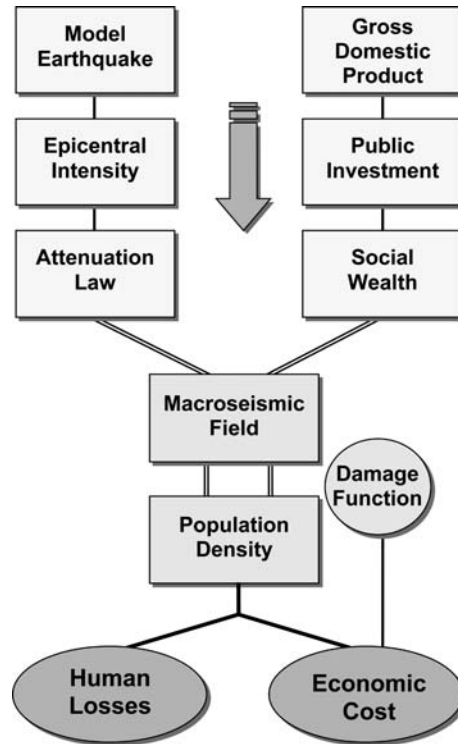 Model
Earthquake
Gross
Domestic
Product
Epicentral
Intensity
Public
Investment
Attenuation
Law
Social
Wealth
Macroseismic
Field
Damage
Function
Population
Density
Human
Losses
Economic
Cost